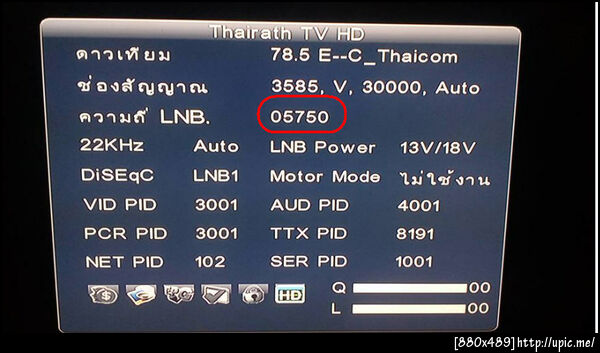 Thairath TV HD
ดาวเทียม 78.5 E--C_Thaicom
ช่องสัญญาณ 3585, V, 30000, Auto
ความถี่ LNB. 05750
22KHz Auto LNB Power 13V/18V
DiSEqC LNB1 Motor Mode ไม่ใช้งาน
VID PID 3001 AUD PID 4001
PCR PID 3001 TTX PID 8191
NET PID 102 SER PID 1001
HD Q 00
L 00
[880x489] http://upic.me/